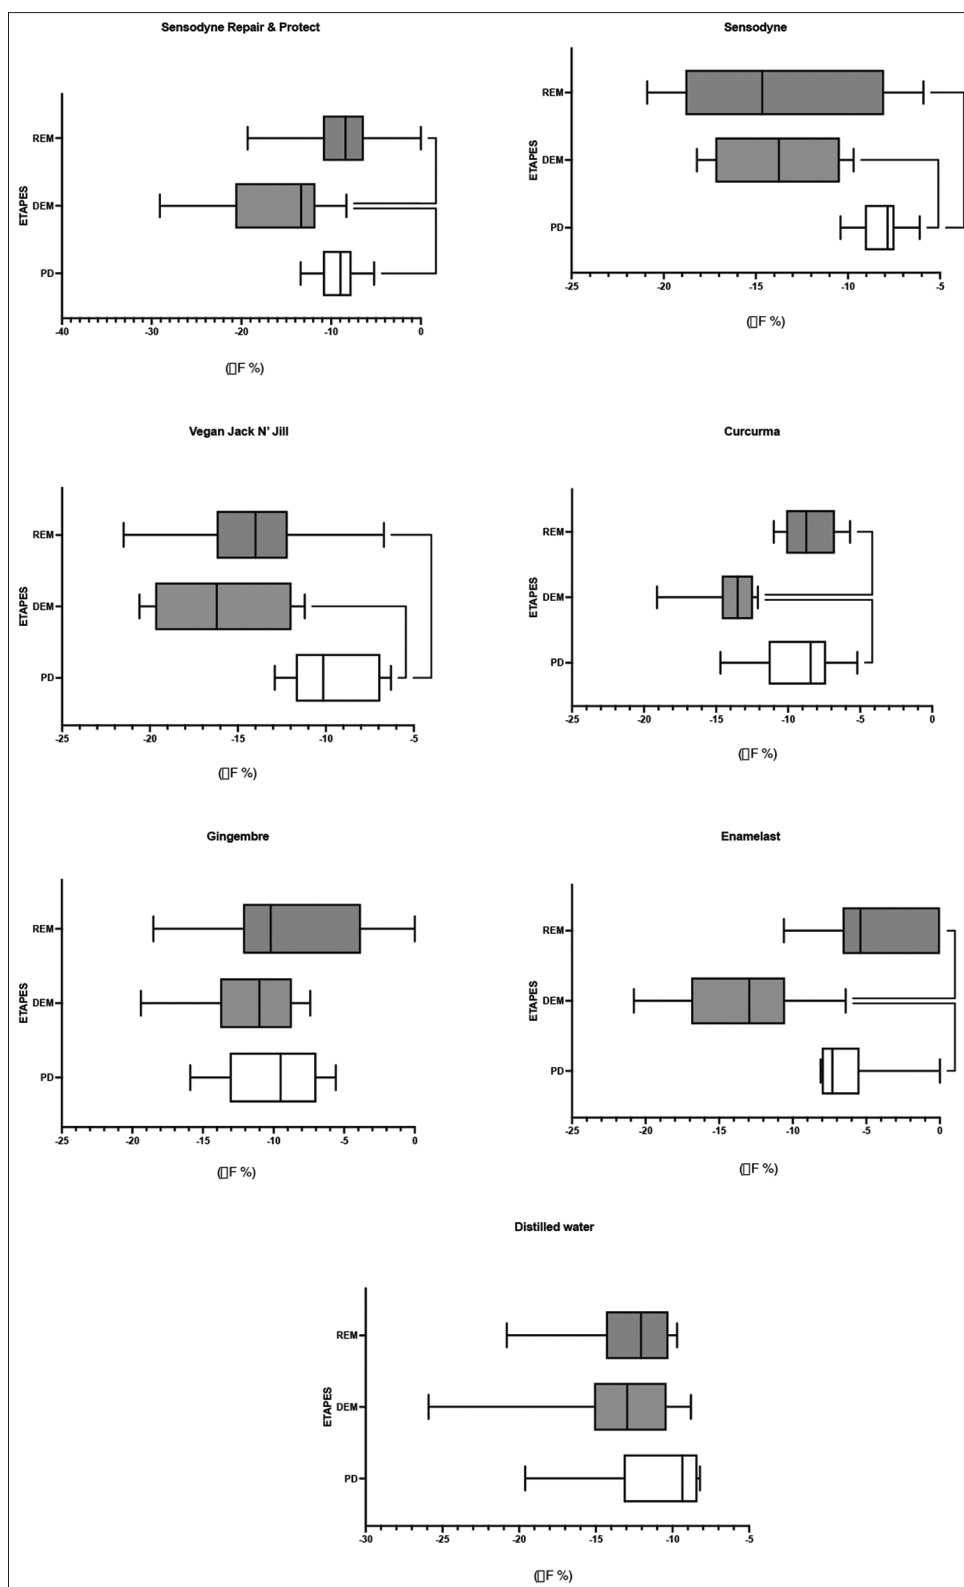 Sensodyne Repair & Protect
REM
DEM
PD
ETAPES
-40 -30 -20 -10 0
(▯F %)
Sensodyne
REM
DEM
PD
ETAPES
-25 -20 -15 -10 -5
(▯F %)
Vegan Jack N’ Jill
REM
DEM
PD
ETAPES
-25 -20 -15 -10 -5
(▯F %)
Curcurma
REM
DEM
PD
ETAPES
-25 -20 -15 -10 -5 0
(▯F %)
Gingembre
REM
DEM
PD
ETAPES
-25 -20 -15 -10 -5 0
(▯F %)
Enamelast
REM
DEM
PD
ETAPES
-25 -20 -15 -10 -5 0
(▯F %)
Distilled water
REM
DEM
PD
ETAPES
-30 -25 -20 -15 -10 -5
(▯F %)